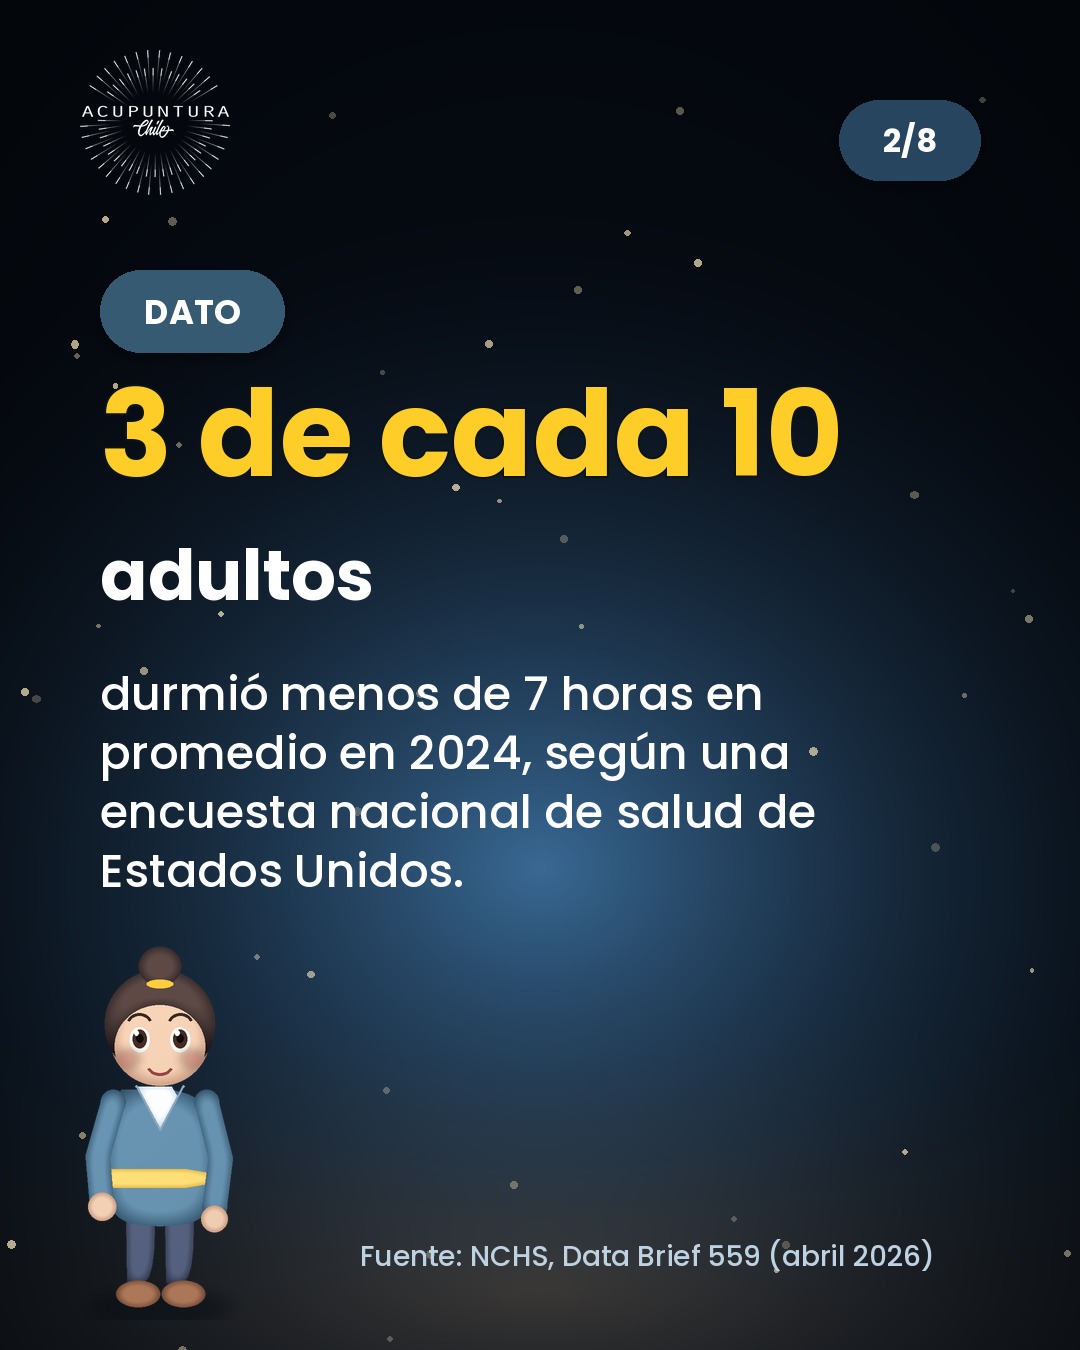 ACUPUNTURA
Chile
2/8
DATO
3 de cada 10
adultos
durmió menos de 7 horas en
promedio en 2024, según una
encuesta nacional de salud de
Estados Unidos.
Fuente: NCHS, Data Brief 559 (abril 2026)